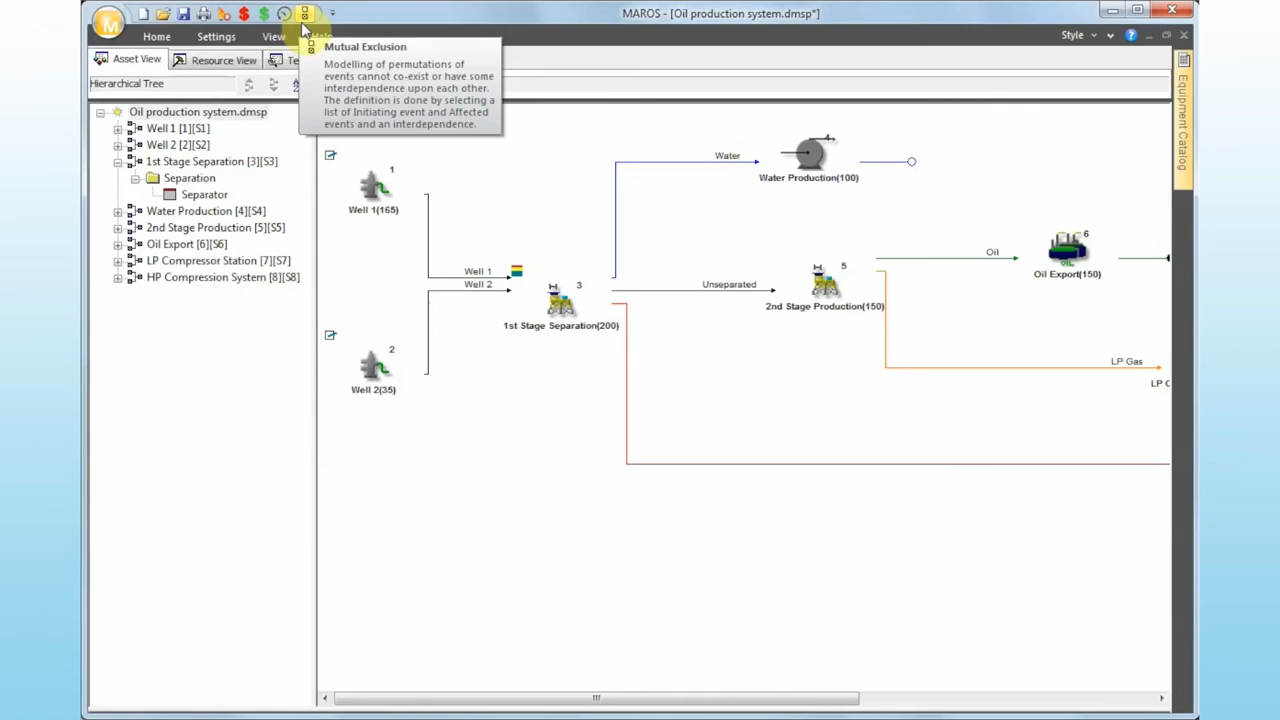 MAROS - [Oil production system.dmsp*]
Home
Settings
View
Help
Style
Asset View
Resource View
Te
Mutual Exclusion
Modelling of permutations of
events cannot co-exist or have some
interdependence upon each other.
The definition is done by selecting a
list of Initiating event and Affected
events and an interdependence.
Hierarchical Tree
Oil production system.dmsp
Well 1 [1][S1]
Well 2 [2][S2]
1st Stage Separation [3][S3]
Separation
Separator
Water Production [4][S4]
2nd Stage Production [5][S5]
Oil Export [6][S6]
LP Compressor Station [7][S7]
HP Compression System [8][S8]
Equipment Catalog
1
Well 1(165)
2
Well 2(35)
Well 1
Well 2
3
1st Stage Separation(200)
Water
4
Water Production(100)
Unseparated
5
2nd Stage Production(150)
Oil
6
Oil Export(150)
LP Gas
LP C